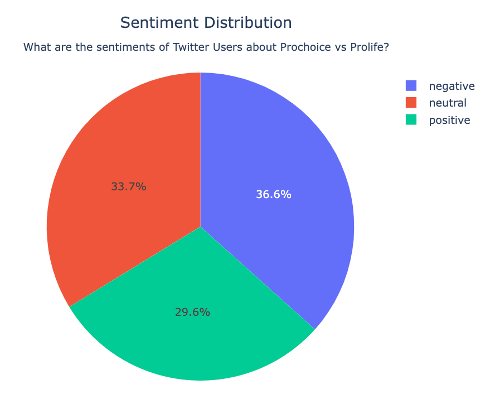 Sentiment Distribution
What are the sentiments of Twitter Users about Prochoice vs Prolife?
negative
neutral
positive
33.7%
36.6%
29.6%